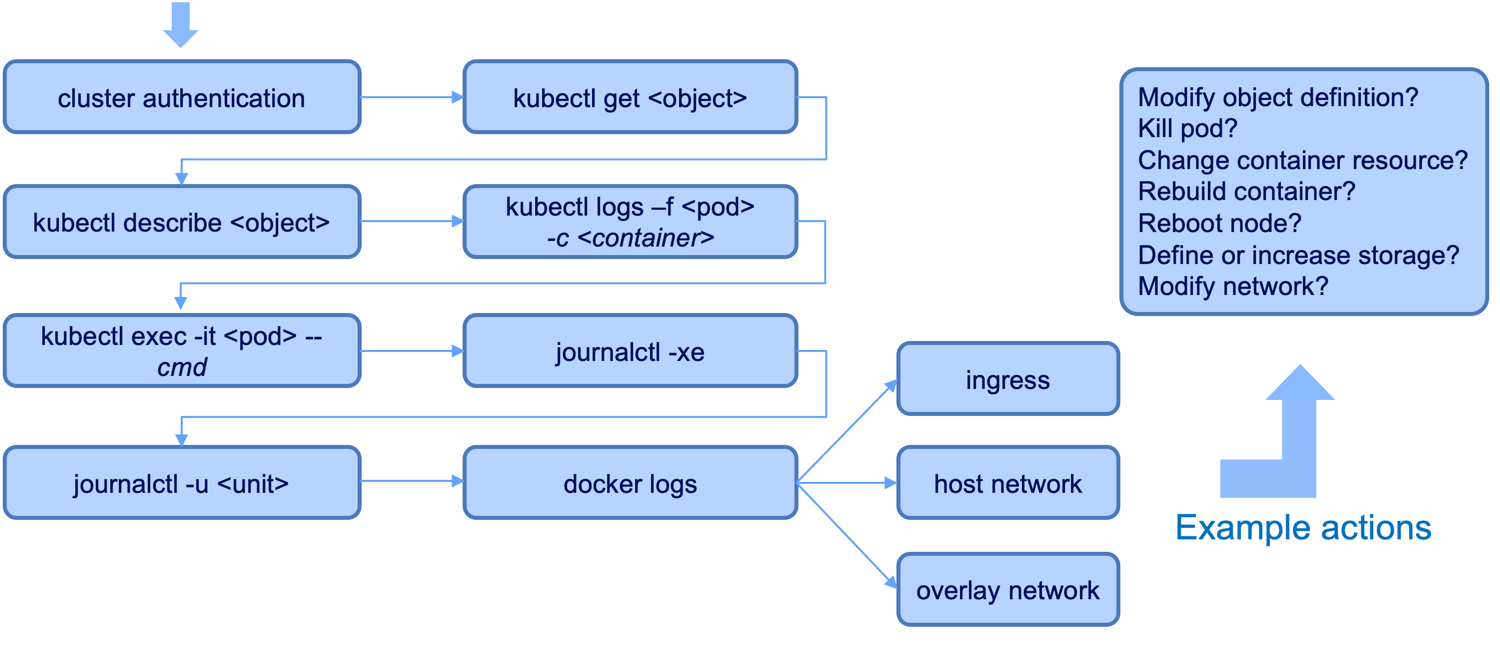 cluster authentication
kubectl get <object>
kubectl describe <object>
kubectl logs –f <pod>
-c <container>
kubectl exec -it <pod> --
cmd
journalctl -xe
journalctl -u <unit>
docker logs
ingress
host network
overlay network
Modify object definition?
Kill pod?
Change container resource?
Rebuild container?
Reboot node?
Define or increase storage?
Modify network?
Example actions